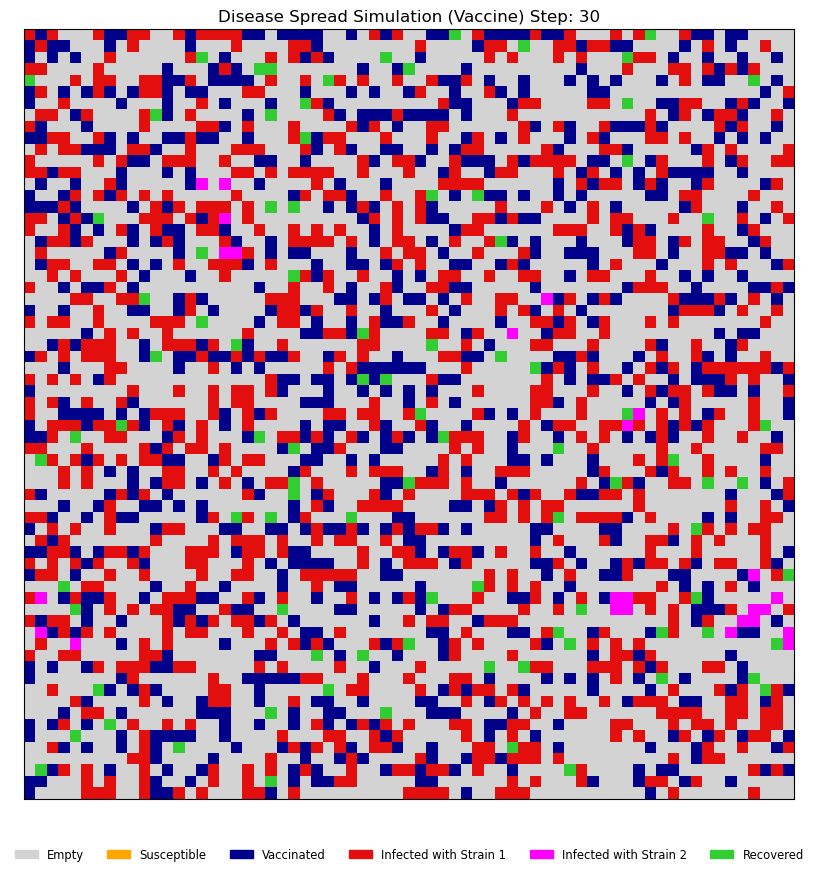 Disease Spread Simulation (Vaccine) Step: 30
Empty Susceptible Vaccinated Infected with Strain 1 Infected with Strain 2 Recovered